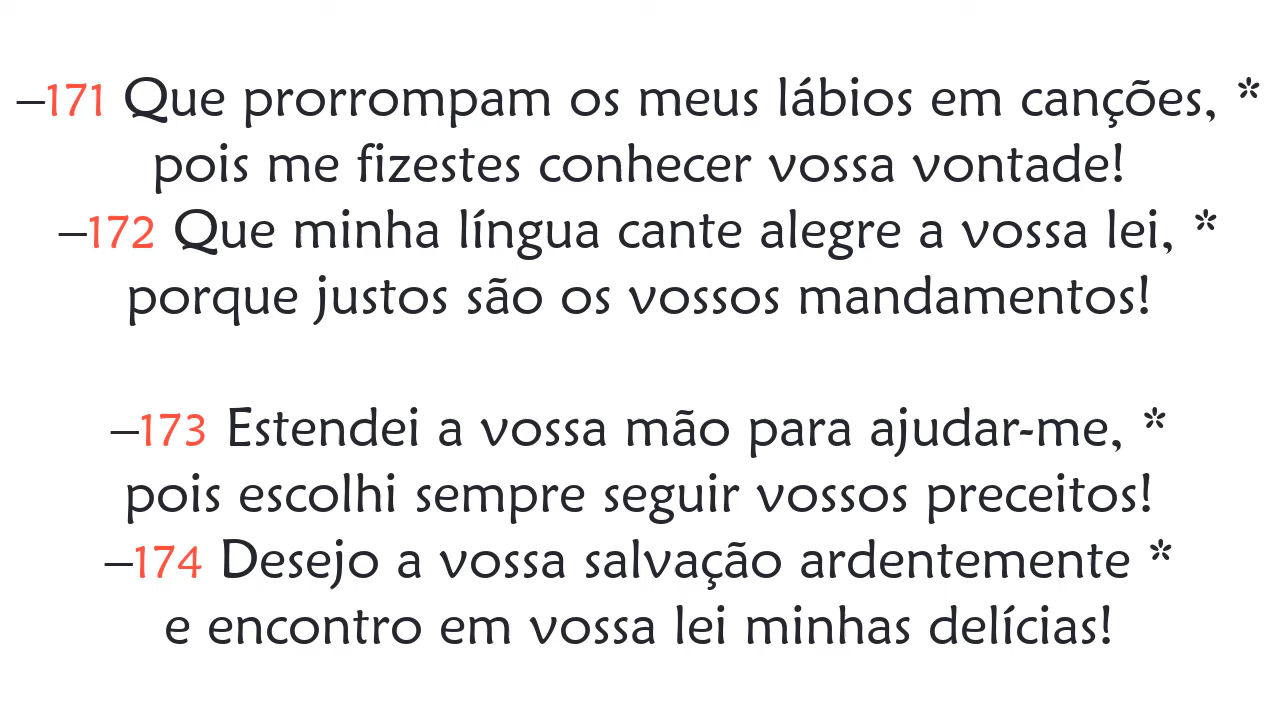 –171 Que prorrompam os meus lábios em canções, *
pois me fizestes conhecer vossa vontade!
–172 Que minha língua cante alegre a vossa lei, *
porque justos são os vossos mandamentos!
–173 Estendei a vossa mão para ajudar-me, *
pois escolhi sempre seguir vossos preceitos!
–174 Desejo a vossa salvação ardentemente *
e encontro em vossa lei minhas delícias!